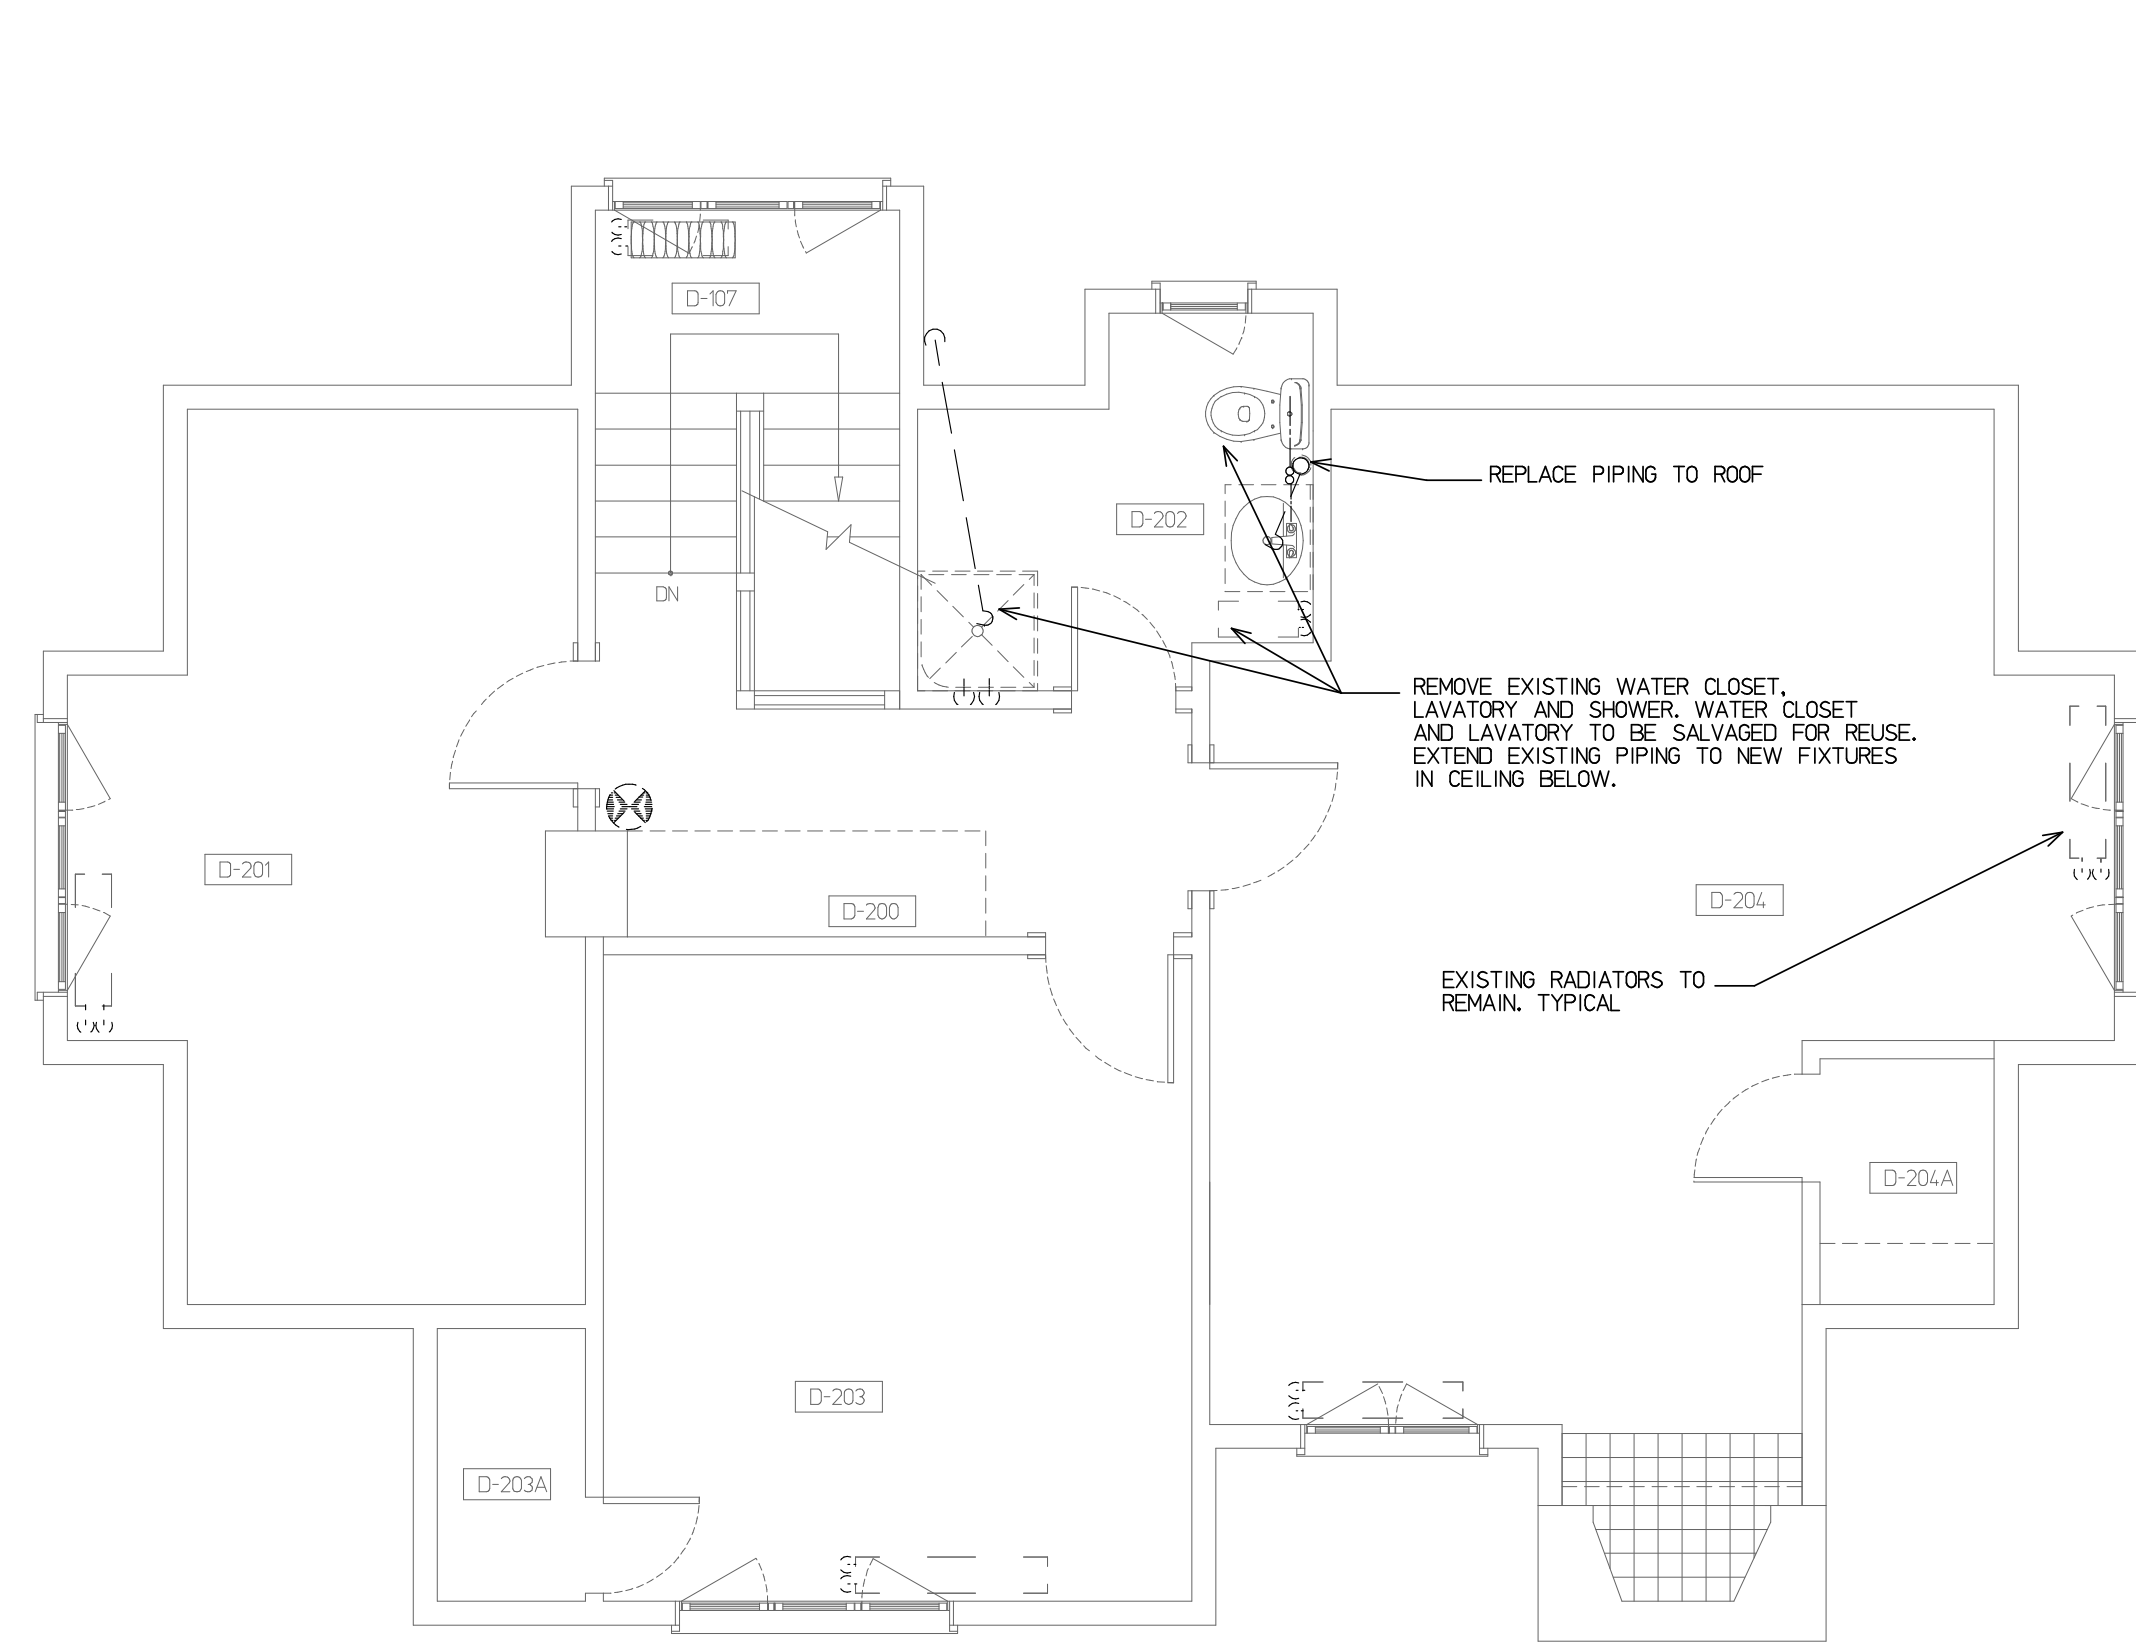 D-107
REPLACE PIPING TO ROOF
D-202
DN
REMOVE EXISTING WATER CLOSET,
LAVATORY AND SHOWER. WATER CLOSET
AND LAVATORY TO BE SALVAGED FOR REUSE.
EXTEND EXISTING PIPING TO NEW FIXTURES
IN CEILING BELOW.
D-201
D-200
D-204
EXISTING RADIATORS TO
REMAIN. TYPICAL
D-204A
D-203
D-203A